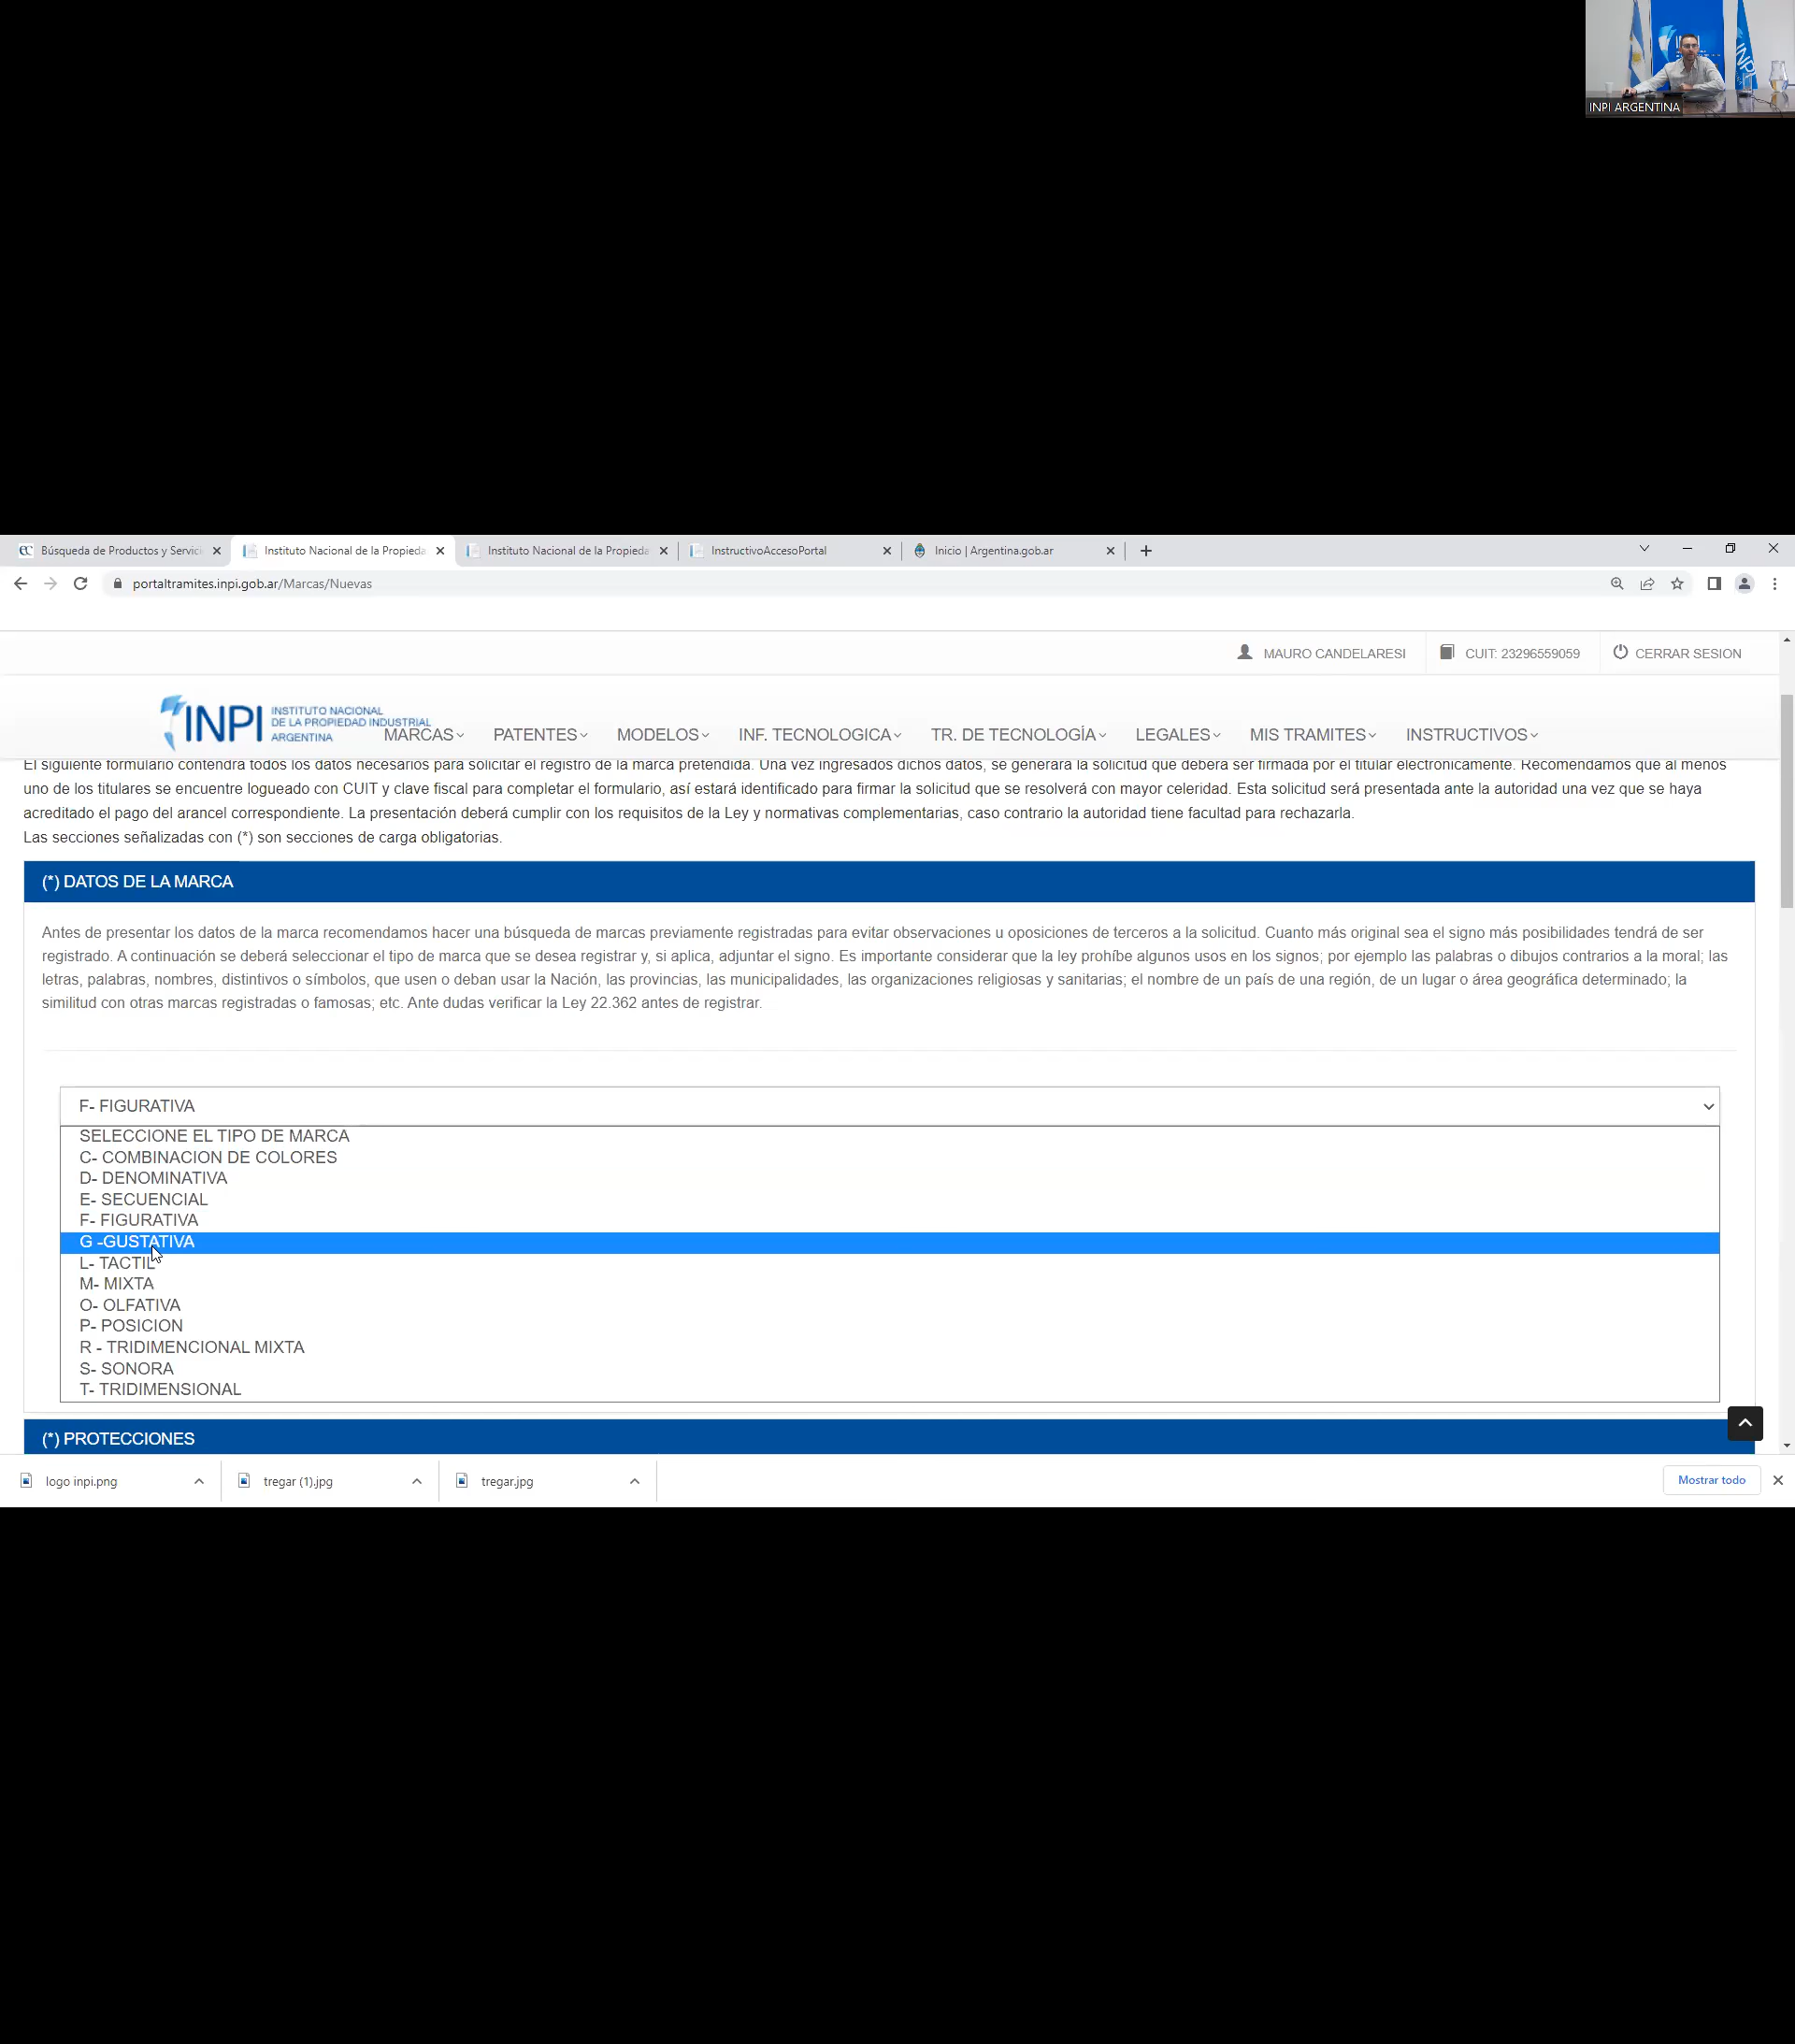 INPI
INPI
INPI ARGENTINA
Búsqueda de Productos y Servici
Instituto Nacional de la Propieda
Instituto Nacional de la Propieda
InstructivoAccesoPortal
Inicio | Argentina.gob.ar
portaltramites.inpi.gob.ar/Marcas/Nuevas
MAURO CANDELARESI
CUIT: 23296559059
CERRAR SESION
INPI INSTITUTO NACIONAL
DE LA PROPIEDAD INDUSTRIAL
ARGENTINA
MARCAS PATENTES MODELOS INF. TECNOLOGICA TR. DE TECNOLOGÍA LEGALES MIS TRAMITES INSTRUCTIVOS
El siguiente formulario contendrá todos los datos necesarios para solicitar el registro de la marca pretendida. Una vez ingresados dichos datos, se generará la solicitud que deberá ser firmada por el titular electrónicamente. Recomendamos que al menos
uno de los titulares se encuentre logueado con CUIT y clave fiscal para completar el formulario, así estará identificado para firmar la solicitud que se resolverá con mayor celeridad. Esta solicitud será presentada ante la autoridad una vez que se haya
acreditado el pago del arancel correspondiente. La presentación deberá cumplir con los requisitos de la Ley y normativas complementarias, caso contrario la autoridad tiene facultad para rechazarla.
Las secciones señalizadas con (*) son secciones de carga obligatorias.
(*) DATOS DE LA MARCA
Antes de presentar los datos de la marca recomendamos hacer una búsqueda de marcas previamente registradas para evitar observaciones u oposiciones de terceros a la solicitud. Cuanto más original sea el signo más posibilidades tendrá de ser
registrado. A continuación se deberá seleccionar el tipo de marca que se desea registrar y, si aplica, adjuntar el signo. Es importante considerar que la ley prohíbe algunos usos en los signos; por ejemplo las palabras o dibujos contrarios a la moral; las
letras, palabras, nombres, distintivos o símbolos, que usen o deban usar la Nación, las provincias, las municipalidades, las organizaciones religiosas y sanitarias; el nombre de un país de una región, de un lugar o área geográfica determinado; la
similitud con otras marcas registradas o famosas; etc. Ante dudas verificar la Ley 22.362 antes de registrar.
F- FIGURATIVA
SELECCIONE EL TIPO DE MARCA
C- COMBINACION DE COLORES
D- DENOMINATIVA
E- SECUENCIAL
F- FIGURATIVA
G -GUSTATIVA
L- TACTIL
M- MIXTA
O- OLFATIVA
P- POSICION
R - TRIDIMENCIONAL MIXTA
S- SONORA
T- TRIDIMENSIONAL
(*) PROTECCIONES
logo inpi.png
tregar (1).jpg
tregar.jpg
Mostrar todo